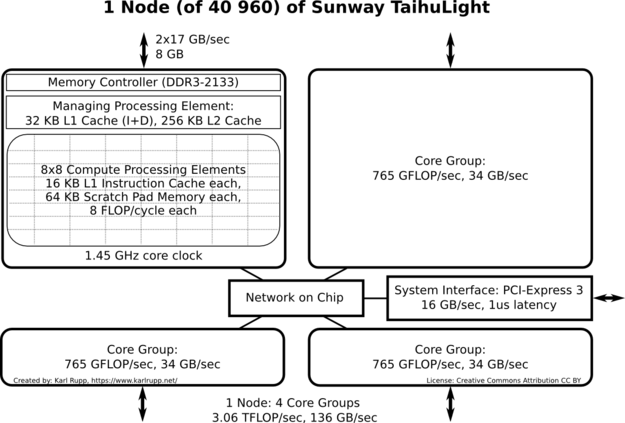 1 Node (of 40 960) of Sunway TaihuLight
2x17 GB/sec
8 GB
Memory Controller (DDR3-2133)
Managing Processing Element:
32 KB L1 Cache (I+D), 256 KB L2 Cache
8x8 Compute Processing Elements
16 KB L1 Instruction Cache each,
64 KB Scratch Pad Memory each,
8 FLOP/cycle each
1.45 GHz core clock
Core Group:
765 GFLOP/sec, 34 GB/sec
Network on Chip
System Interface: PCI-Express 3
16 GB/sec, 1us latency
Core Group:
765 GFLOP/sec, 34 GB/sec
Created by: Karl Rupp, https://www.karlrupp.net/
Core Group:
765 GFLOP/sec, 34 GB/sec
License: Creative Commons Attribution CC BY
1 Node: 4 Core Groups
3.06 TFLOP/sec, 136 GB/sec